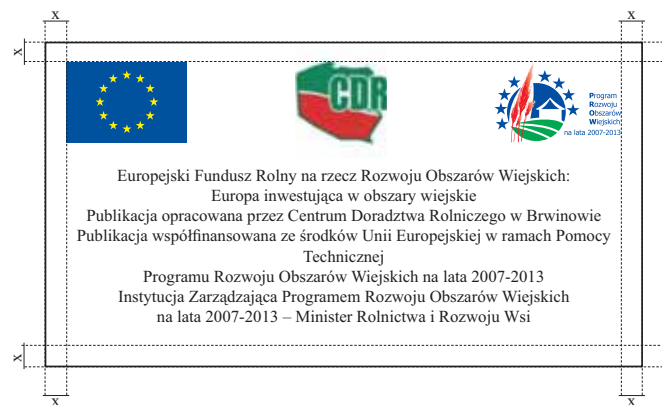 x x
x
CDR
Program
Rozwoju
Obszarów
Wiejskich
na lata 2007-2013
Europejski Fundusz Rolny na rzecz Rozwoju Obszarów Wiejskich:
Europa inwestująca w obszary wiejskie
Publikacja opracowana przez Centrum Doradztwa Rolniczego w Brwinowie
Publikacja współfinansowana ze środków Unii Europejskiej w ramach Pomocy
Technicznej
Programu Rozwoju Obszarów Wiejskich na lata 2007-2013
Instytucja Zarządzająca Programem Rozwoju Obszarów Wiejskich
na lata 2007-2013 – Minister Rolnictwa i Rozwoju Wsi
x
x x